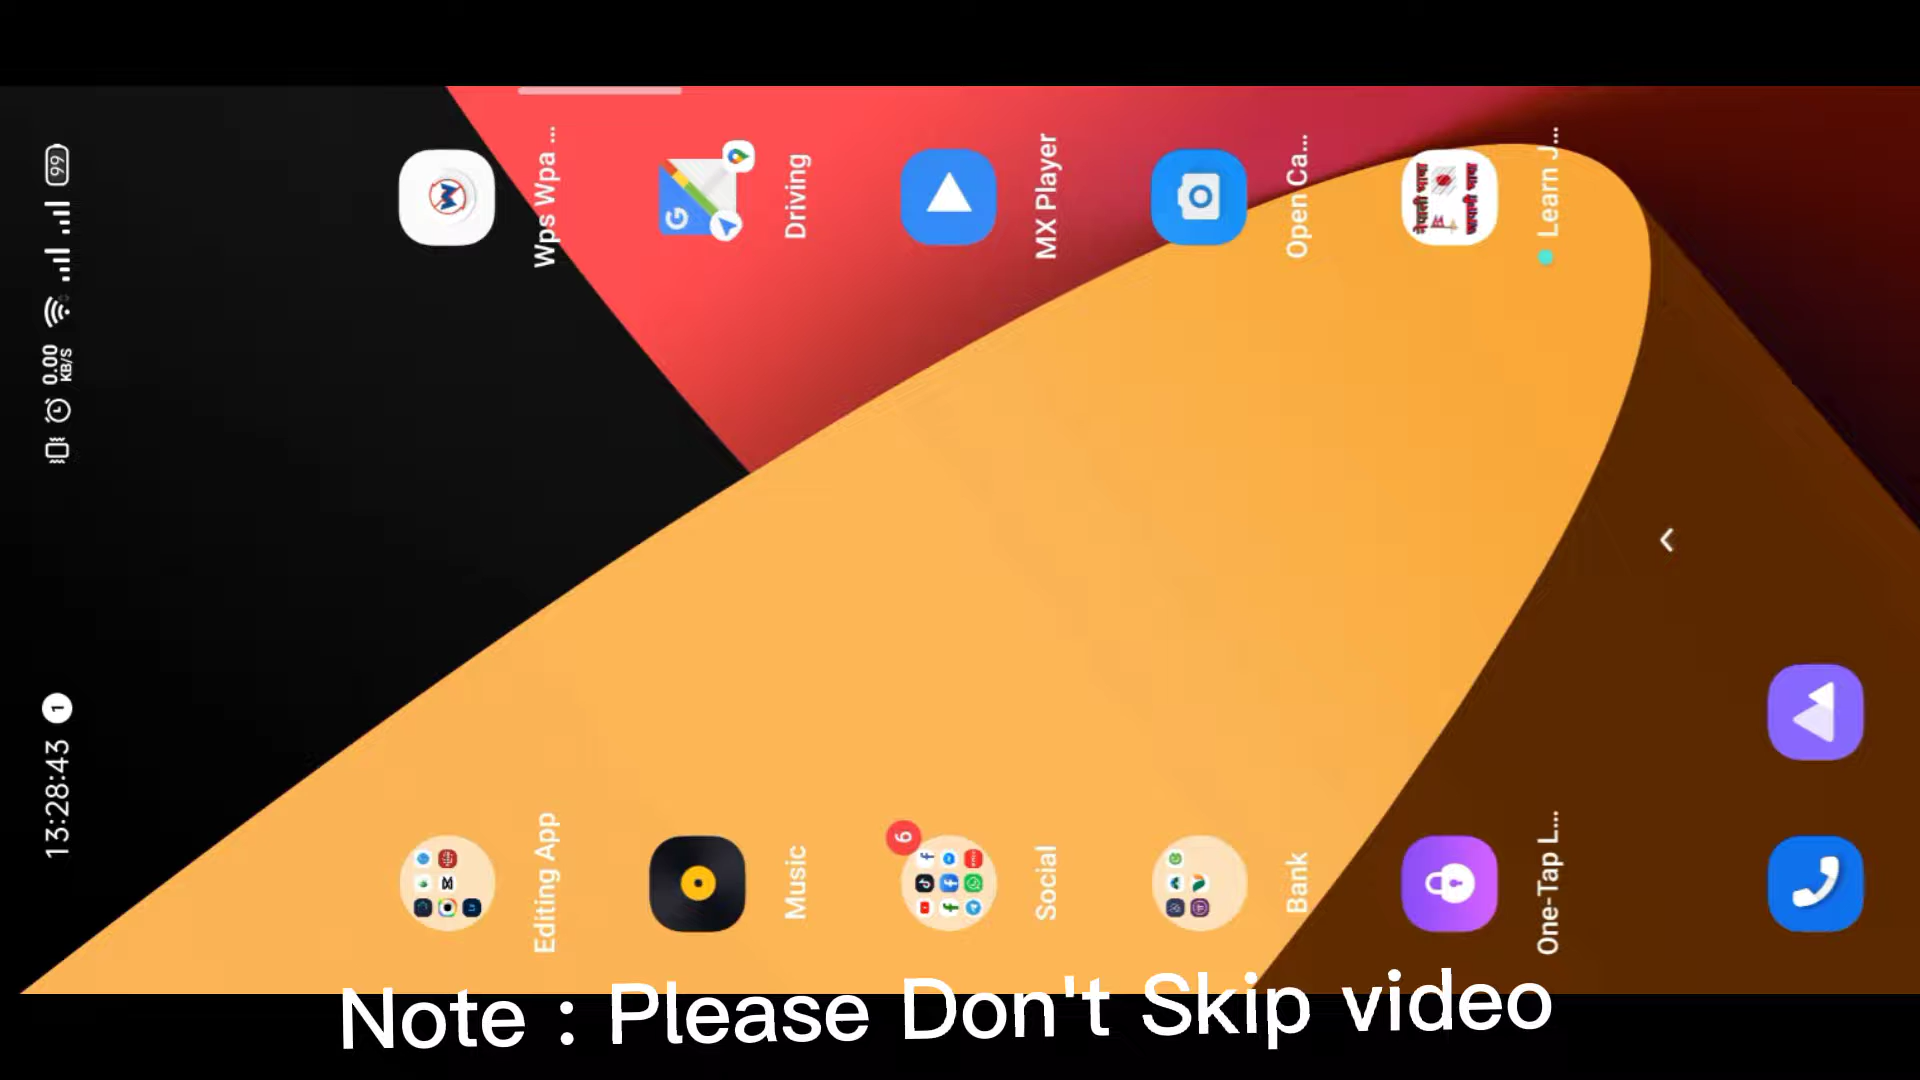 13:28:43
1
0.00
KB/S
99
Editing App
Wps Wpa ...
Music
Driving
6
Social
MX Player
Bank
Open Ca...
One-Tap L...
Learn J...
Note : Please Don't Skip video